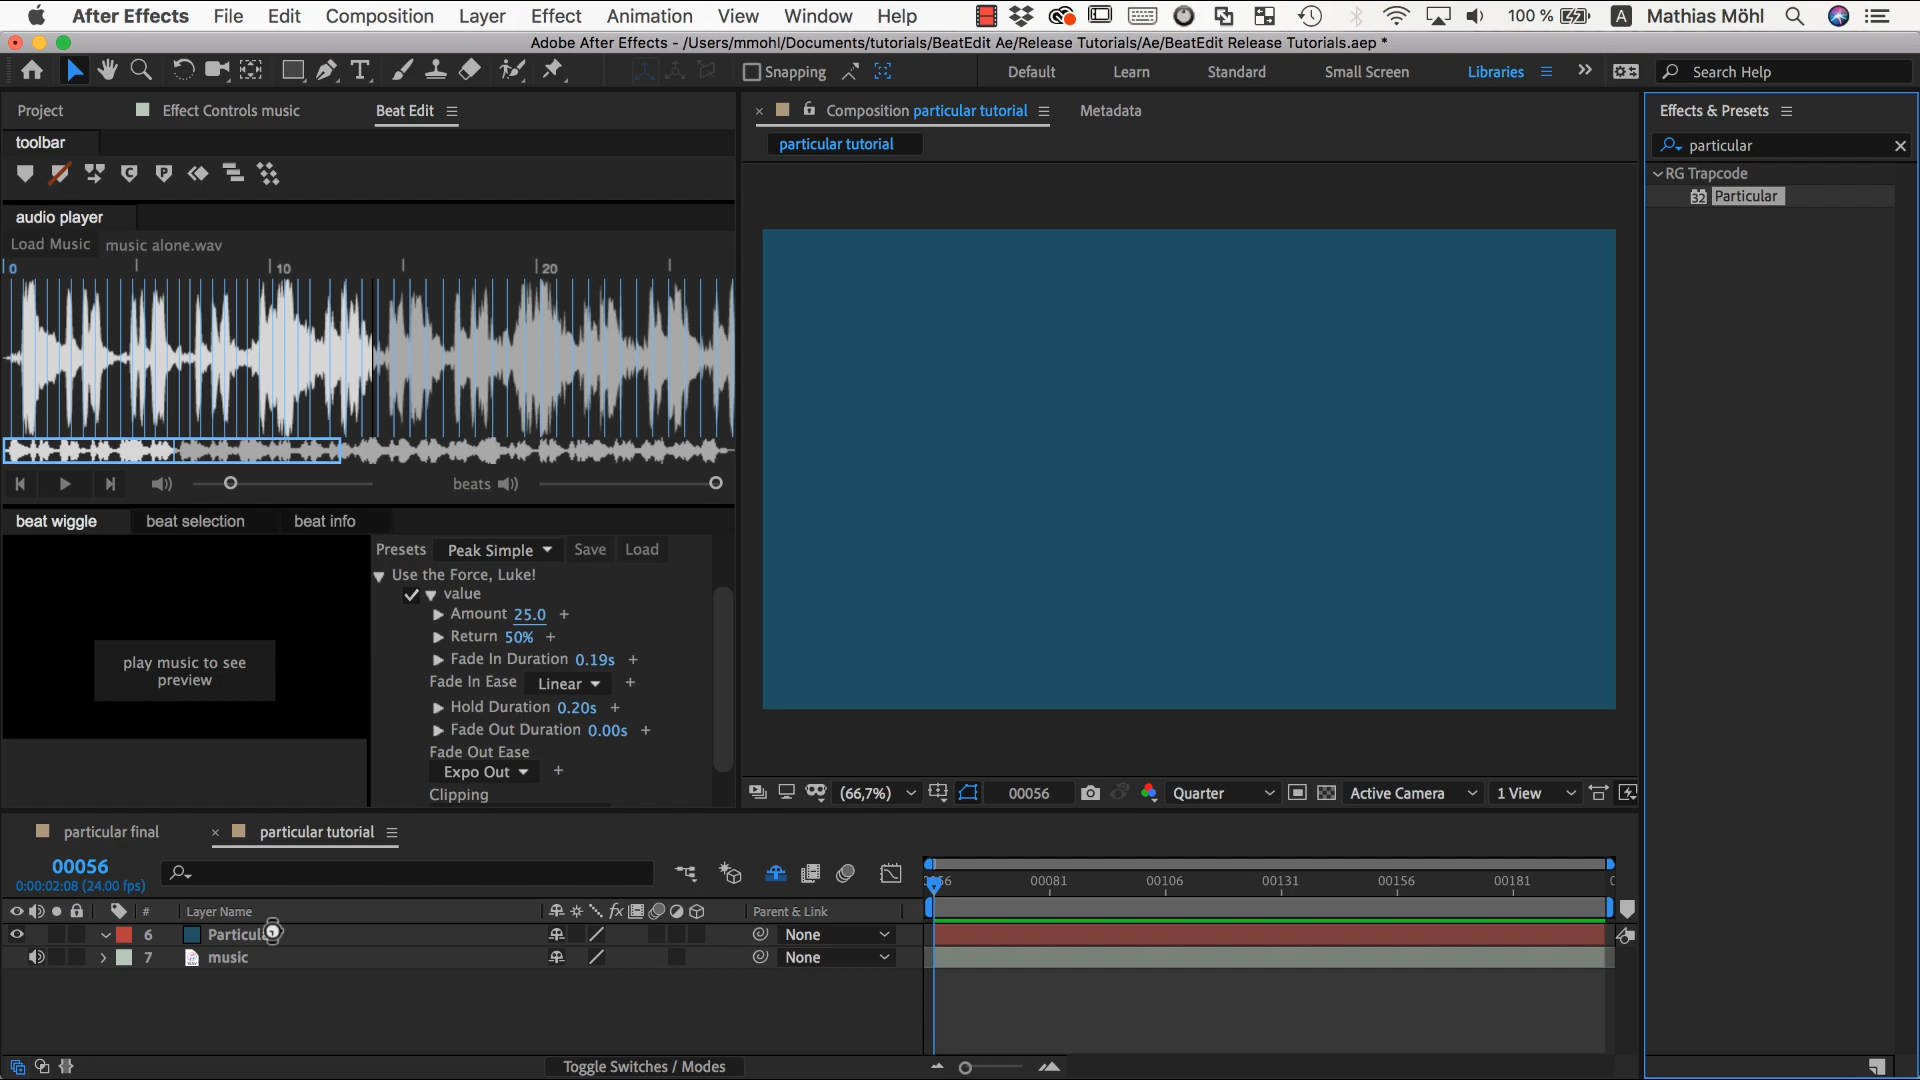 After Effects File Edit Composition Layer Effect Animation View Window Help 100 % A Mathias Möhl
Adobe After Effects - /Users/mmohl/Documents/tutorials/BeatEdit Ae/Release Tutorials/Ae/BeatEdit Release Tutorials.aep *
Snapping Default Learn Standard Small Screen Libraries Search Help
Project Effect Controls music Beat Edit
Composition particular tutorial Metadata
Effects & Presets
toolbar
particular tutorial
particular
RG Trapcode
32 Particular
C P
audio player
Load Music music alone.wav
0 10 20
beats
beat wiggle beat selection beat info
Presets Peak Simple Save Load
Use the Force, Luke!
value
Amount 25.0 +
Return 50% +
Fade In Duration 0.19s +
Fade In Ease Linear +
Hold Duration 0.20s +
Fade Out Duration 0.00s +
Fade Out Ease
Expo Out +
Clipping
play music to see
preview
(66,7%) 00056 Quarter Active Camera 1 View
particular final particular tutorial
00056
0:00:02:08 (24.00 fps)
00081 00106 00131 00156 00181
# Layer Name fx Parent & Link
6 None
7 music None
Toggle Switches / Modes